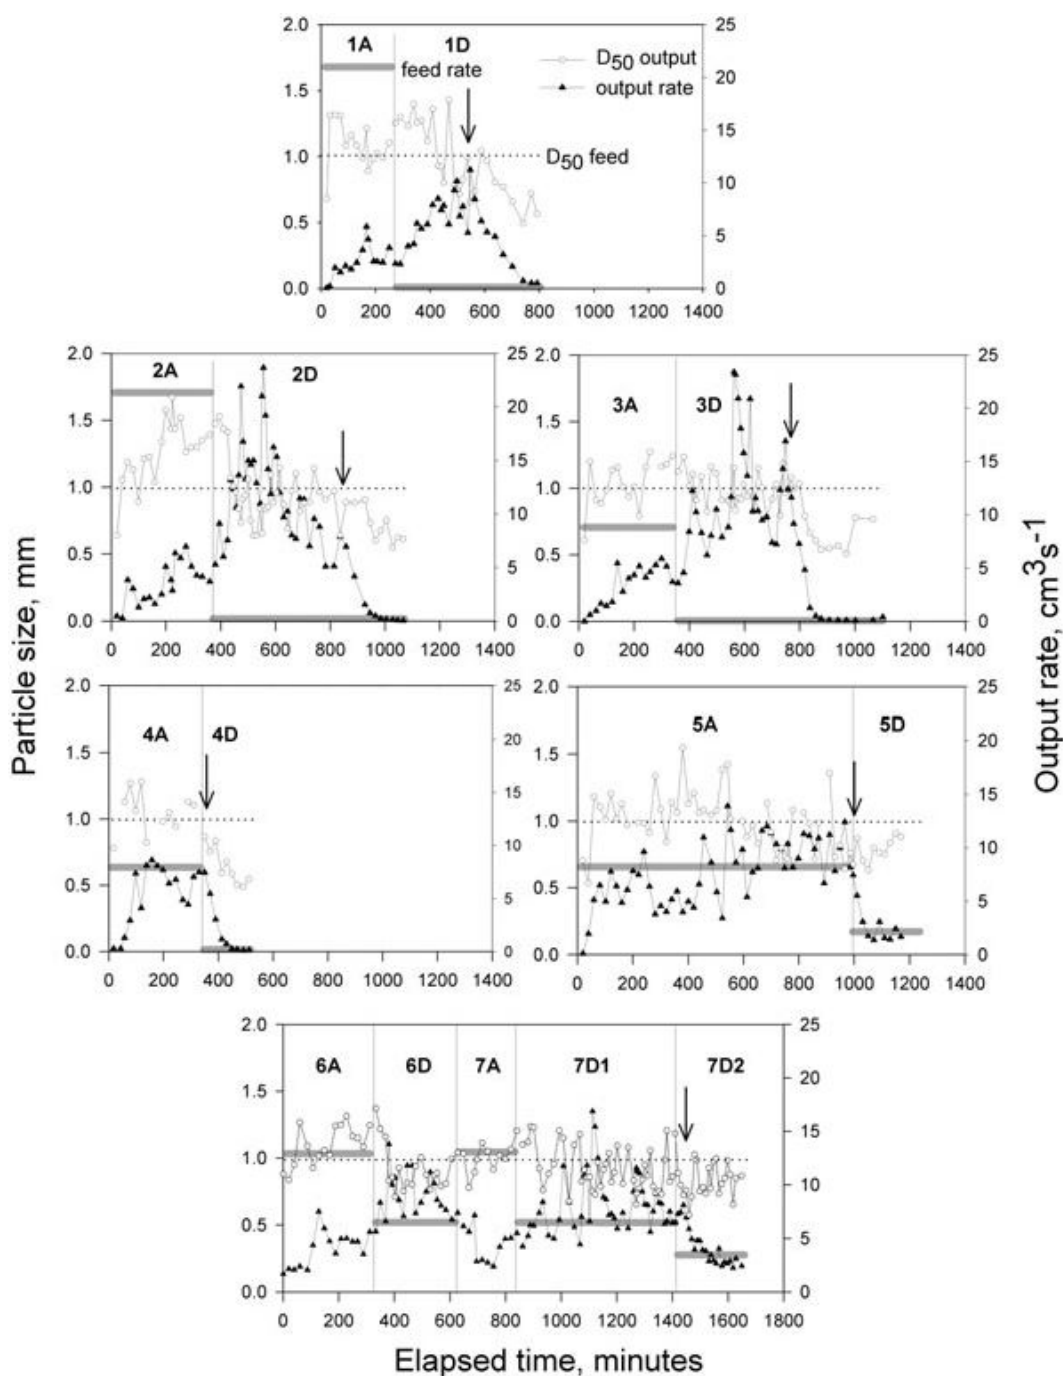 2.0 25
1A 1D D50 output
feed rate output rate
1.5 20
15
1.0 D50 feed
10
0.5
5
0.0 0
0 200 400 600 800 1000 1200 1400
2.0 25 2.0 25
2A 2D 3A 3D
20 20
1.5 1.5
15 15
1.0 1.0
10 10
0.5 0.5
5 5
0.0 0 0.0 0
0 200 400 600 800 1000 1200 1400 0 200 400 600 800 1000 1200 1400
Particle size, mm
Output rate, cm3s-1
2.0 25 2.0 25
4A 4D 5A 5D
20 20
1.5 1.5
15 15
1.0 1.0
10 10
0.5 0.5
5 5
0.0 0 0.0 0
0 200 400 600 800 1000 1200 1400 0 200 400 600 800 1000 1200 1400
2.0 25
6A 6D 7A 7D1 7D2
20
1.5
15
1.0
10
0.5
5
0.0 0
0 200 400 600 800 1000 1200 1400 1600 1800
Elapsed time, minutes